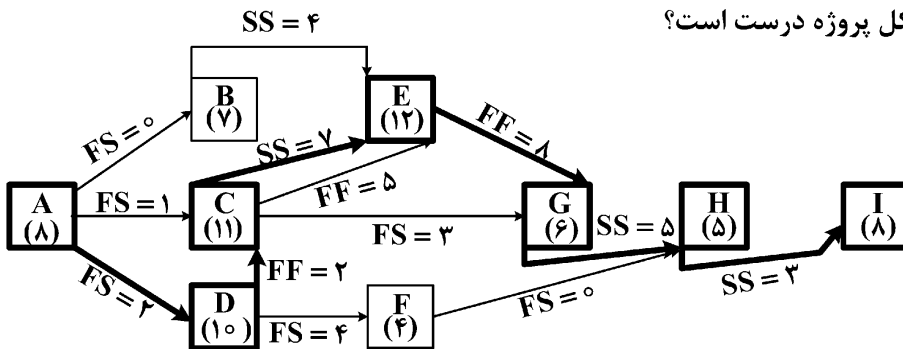 کل پروژه درست است؟
SS = ۴
B
(۷)
E
(۱۲)
FS = ۰
SS = ۷
FF = ۵
FF = ۸
A
(۸)
FS = ۱
C
(۱۱)
FS = ۳
G
(۶)
SS = ۵
H
(۵)
I
(۸)
FS = ۲
FF = ۲
SS = ۳
D
(۱۰)
FS = ۴
F
(۴)
FS = ۰